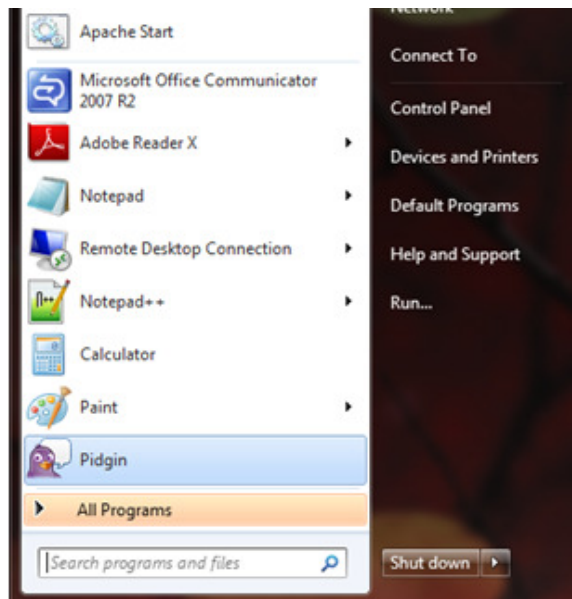 Apache Start
Microsoft Office Communicator
2007 R2
Adobe Reader X
Notepad
Remote Desktop Connection
Notepad++
Calculator
Paint
Pidgin
All Programs
Search programs and files
Network
Connect To
Control Panel
Devices and Printers
Default Programs
Help and Support
Run...
Shut down